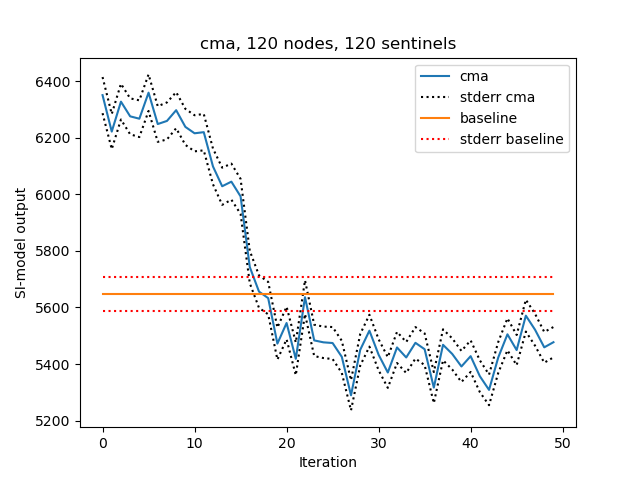 cma, 120 nodes, 120 sentinels
6400
6200
6000
5800
5600
5400
5200
SI-model output
cma
stderr cma
baseline
stderr baseline
0 10 20 30 40 50
Iteration